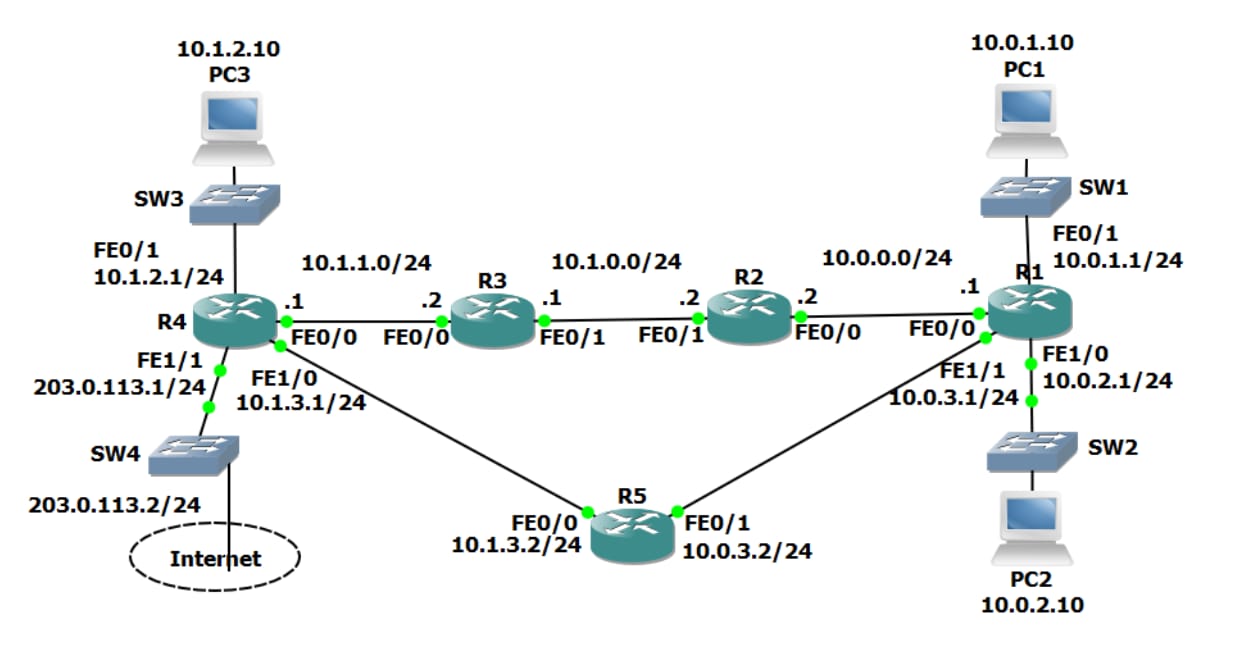 10.1.2.10
PC3
10.0.1.10
PC1
SW3
SW1
FE0/1
10.1.2.1/24
FE0/1
10.0.1.1/24
10.1.1.0/24
10.1.0.0/24
10.0.0.0/24
R4
.1
FE0/0
.2
FE0/0
R3
.1
FE0/1
.2
FE0/1
R2
.2
FE0/0
.1
FE0/0
R1
FE1/1
203.0.113.1/24
FE1/0
10.1.3.1/24
FE1/1
10.0.3.1/24
FE1/0
10.0.2.1/24
SW4
SW2
203.0.113.2/24
Internet
R5
FE0/0
10.1.3.2/24
FE0/1
10.0.3.2/24
PC2
10.0.2.10